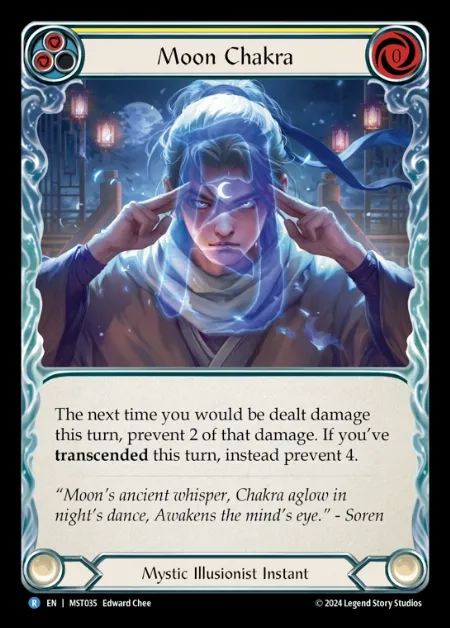 Moon Chakra
0
The next time you would be dealt damage
this turn, prevent 2 of that damage. If you’ve
transcended this turn, instead prevent 4.
“Moon’s ancient whisper, Chakra aglow in
night’s dance, Awakens the mind’s eye.” - Soren
Mystic Illusionist Instant
R EN | MST035 Edward Chee
© 2024 Legend Story Studios